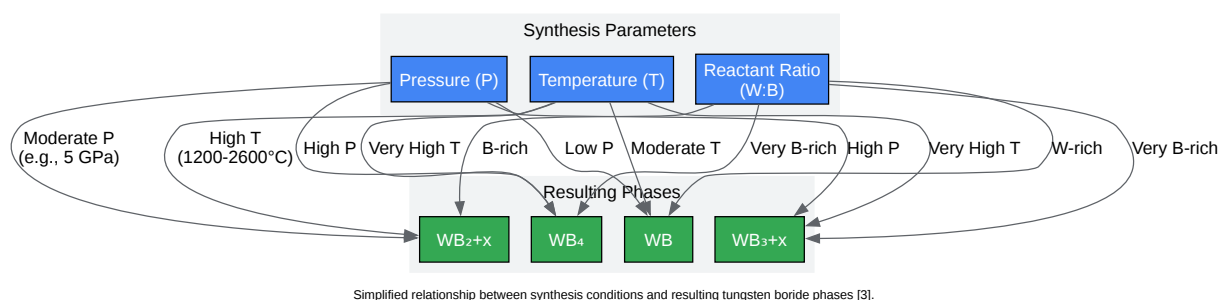 Synthesis Parameters
Pressure (P)
Temperature (T)
Reactant Ratio
(W:B)
Moderate P
(e.g., 5 GPa)
High T
(1200-2600°C)
High P
Very High T
B-rich
Low P
Moderate T
Very B-rich
High P
Very High T
W-rich
Very B-rich
Resulting Phases
WB₂+x
WB₄
WB
WB₃+x
Simplified relationship between synthesis conditions and resulting tungsten boride phases [3].